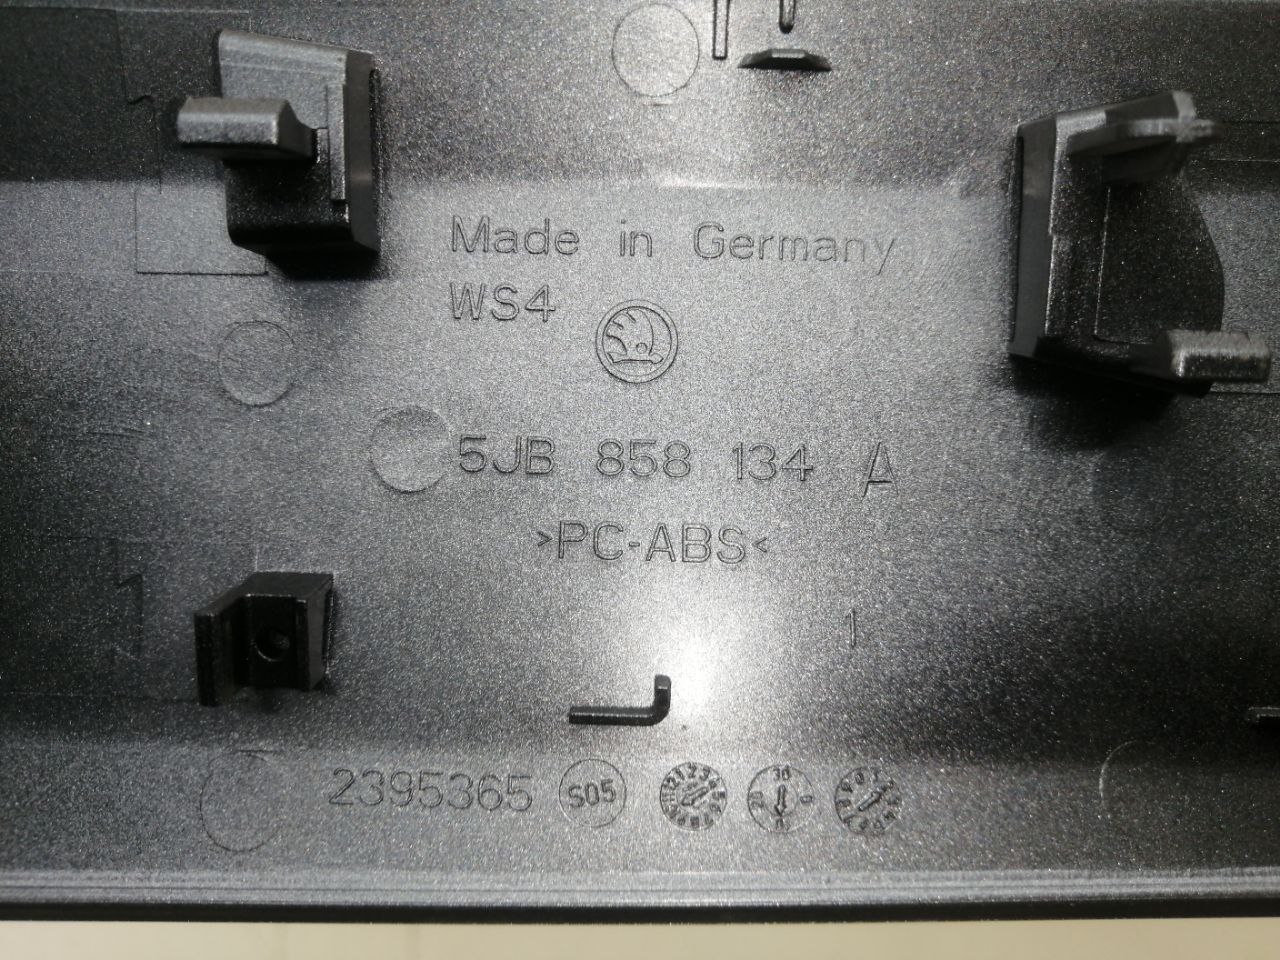 Made in Germany
WS4
5JB 858 134 A
>PC-ABS<
1
2395365 S05